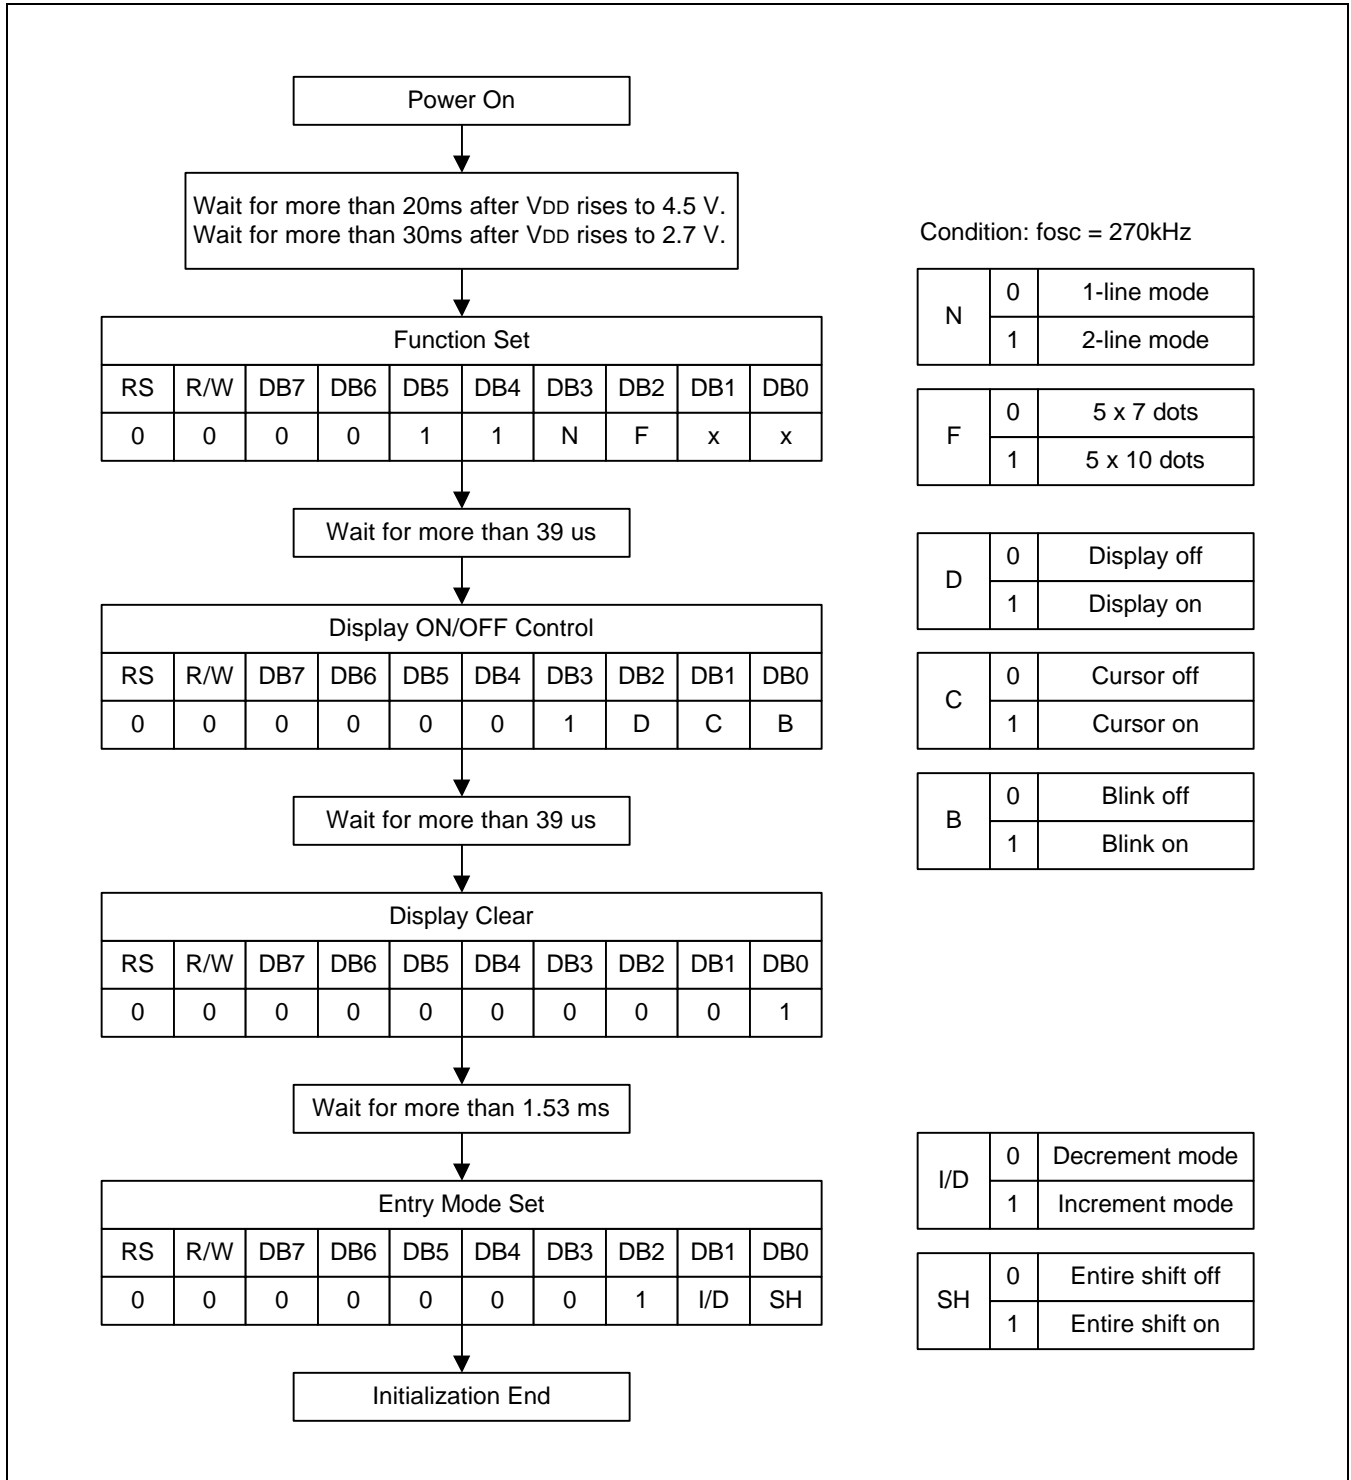 Power On
Wait for more than 20ms after VDD rises to 4.5 V.
Wait for more than 30ms after VDD rises to 2.7 V.
Condition: fosc = 270kHz
N 0 1-line mode
1 2-line mode
Function Set
RS R/W DB7 DB6 DB5 DB4 DB3 DB2 DB1 DB0
0 0 0 0 1 1 N F x x
F 0 5 x 7 dots
1 5 x 10 dots
Wait for more than 39 us
D 0 Display off
1 Display on
Display ON/OFF Control
RS R/W DB7 DB6 DB5 DB4 DB3 DB2 DB1 DB0
0 0 0 0 0 0 1 D C B
C 0 Cursor off
1 Cursor on
Wait for more than 39 us
B 0 Blink off
1 Blink on
Display Clear
RS R/W DB7 DB6 DB5 DB4 DB3 DB2 DB1 DB0
0 0 0 0 0 0 0 0 0 1
Wait for more than 1.53 ms
I/D 0 Decrement mode
1 Increment mode
Entry Mode Set
RS R/W DB7 DB6 DB5 DB4 DB3 DB2 DB1 DB0
0 0 0 0 0 0 0 1 I/D SH
SH 0 Entire shift off
1 Entire shift on
Initialization End